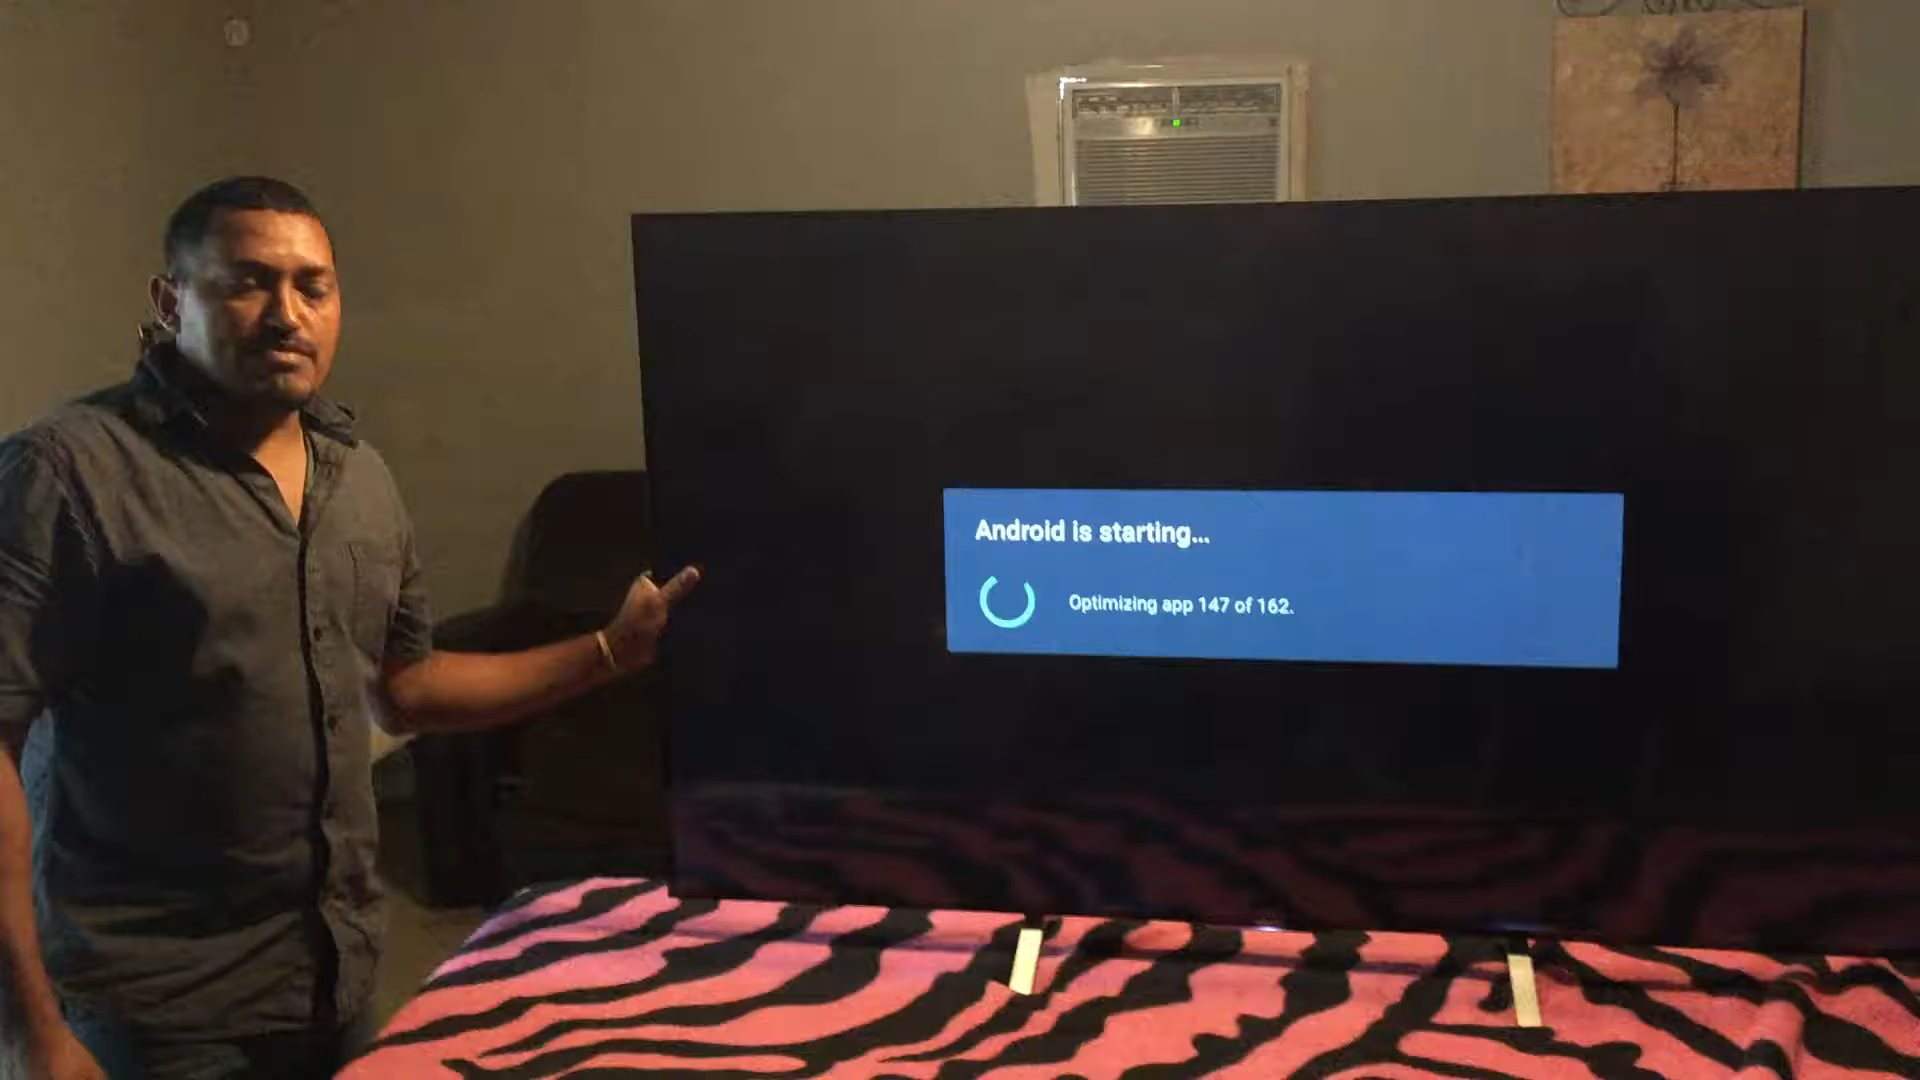 Android is starting...
Optimizing app 147 of 162.